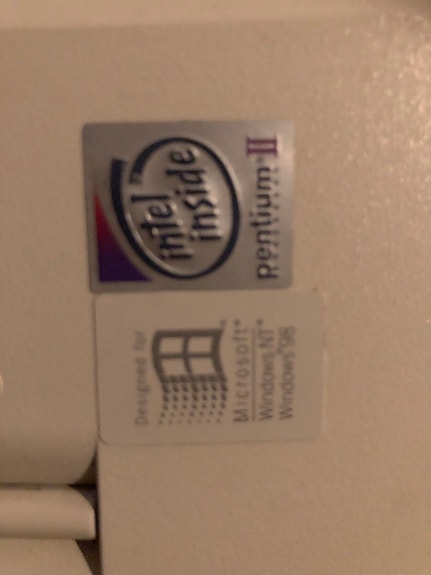 intel
inside
pentium® II
Designed for
Microsoft®
Windows NT®
Windows®98